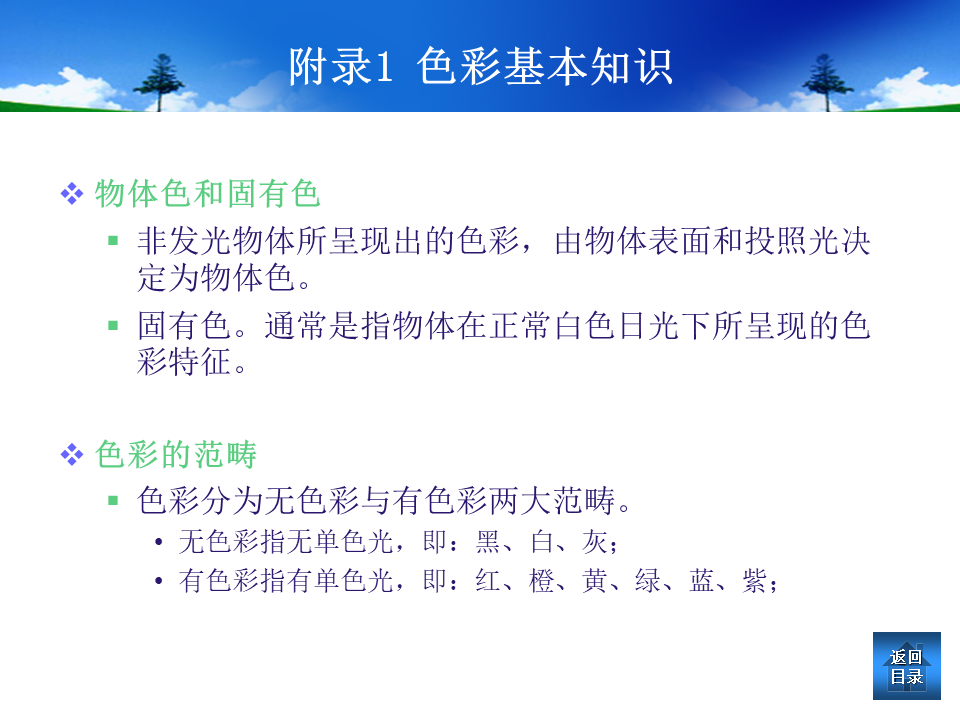 附录1 色彩基本知识
物体色和固有色
非发光物体所呈现出的色彩，由物体表面和投照光决
定为物体色。
固有色。通常是指物体在正常白色日光下所呈现的色
彩特征。
色彩的范畴
色彩分为无色彩与有色彩两大范畴。
• 无色彩指无单色光，即：黑、白、灰；
• 有色彩指有单色光，即：红、橙、黄、绿、蓝、紫；
返回
目录